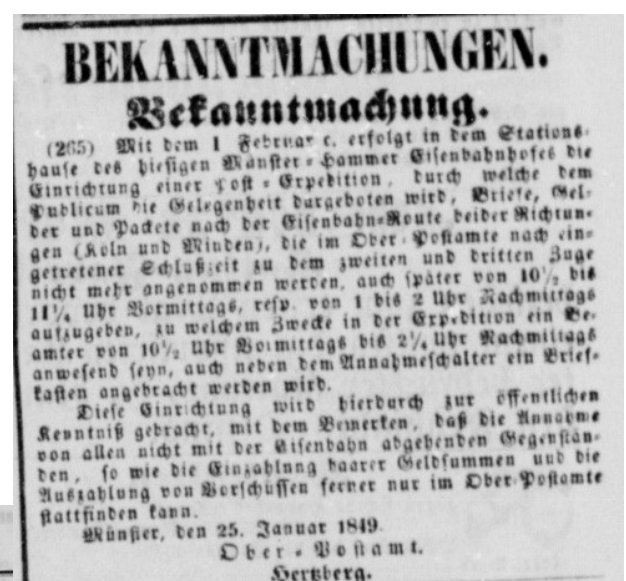 BEKANNTMACHUNGEN.
Bekanntmachung.
(265) Mit dem 1 Februar c. erfolgt in dem Stations-
hause des hiesigen Münster-Hammer Eisenbahnhofes die
Einrichtung einer Post-Expedition, durch welche dem
Publicum die Gelegenheit dargeboten wird, Briefe, Gel-
der und Packete nach der Eisenbahn-Route beider Richtun-
gen (Köln und Minden), die im Ober-Postamte nach ein-
getretener Schlußzeit zu dem zweiten und dritten Zuge
nicht mehr angenommen werden, auch später von 10½ bis
11¼ Uhr Vormittags, resp. von 1 bis 2 Uhr Nachmittags
aufzugeben, zu welchem Zwecke in der Expedition ein Be-
amter von 10½ Uhr Vormittags bis 2¼ Uhr Nachmittags
anwesend seyn, auch neben dem Annahmeschalter ein Brief-
kasten angebracht werden wird.
Diese Einrichtung wird hierdurch zur öffentlichen
Kenntniß gebracht, mit dem Bemerken, daß die Annahme
von allen nicht mit der Eisenbahn abgehenden Gegenstän-
den, so wie die Einzahlung baarer Geldsummen und die
Auszahlung von Vorschüssen ferner nur im Ober-Postamte
stattfinden kann.
Münster, den 25. Januar 1849.
Ober-Postamt.
Hertzberg.